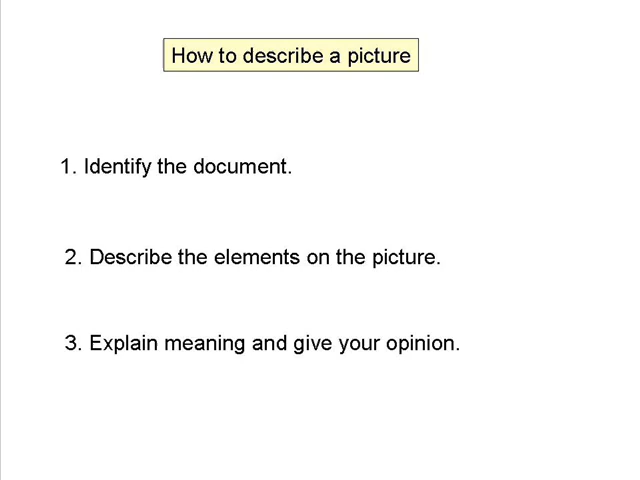 How to describe a picture
1. Identify the document.
2. Describe the elements on the picture.
3. Explain meaning and give your opinion.